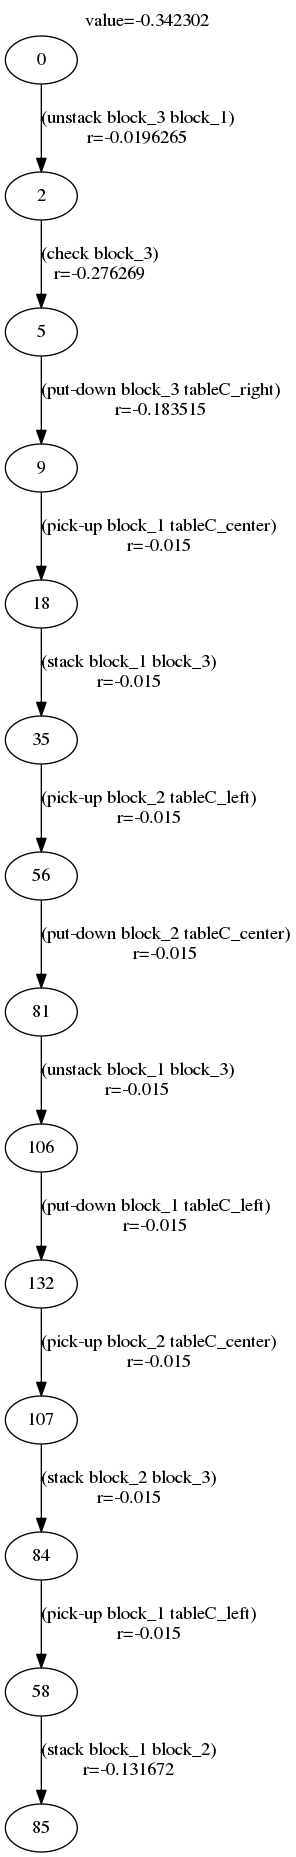 value=-0.342302
0
(unstack block_3 block_1)
r=-0.0196265
2
(check block_3)
r=-0.276269
5
(put-down block_3 tableC_right)
r=-0.183515
9
(pick-up block_1 tableC_center)
r=-0.015
18
(stack block_1 block_3)
r=-0.015
35
(pick-up block_2 tableC_left)
r=-0.015
56
(put-down block_2 tableC_center)
r=-0.015
81
(unstack block_1 block_3)
r=-0.015
106
(put-down block_1 tableC_left)
r=-0.015
132
(pick-up block_2 tableC_center)
r=-0.015
107
(stack block_2 block_3)
r=-0.015
84
(pick-up block_1 tableC_left)
r=-0.015
58
(stack block_1 block_2)
r=-0.131672
85